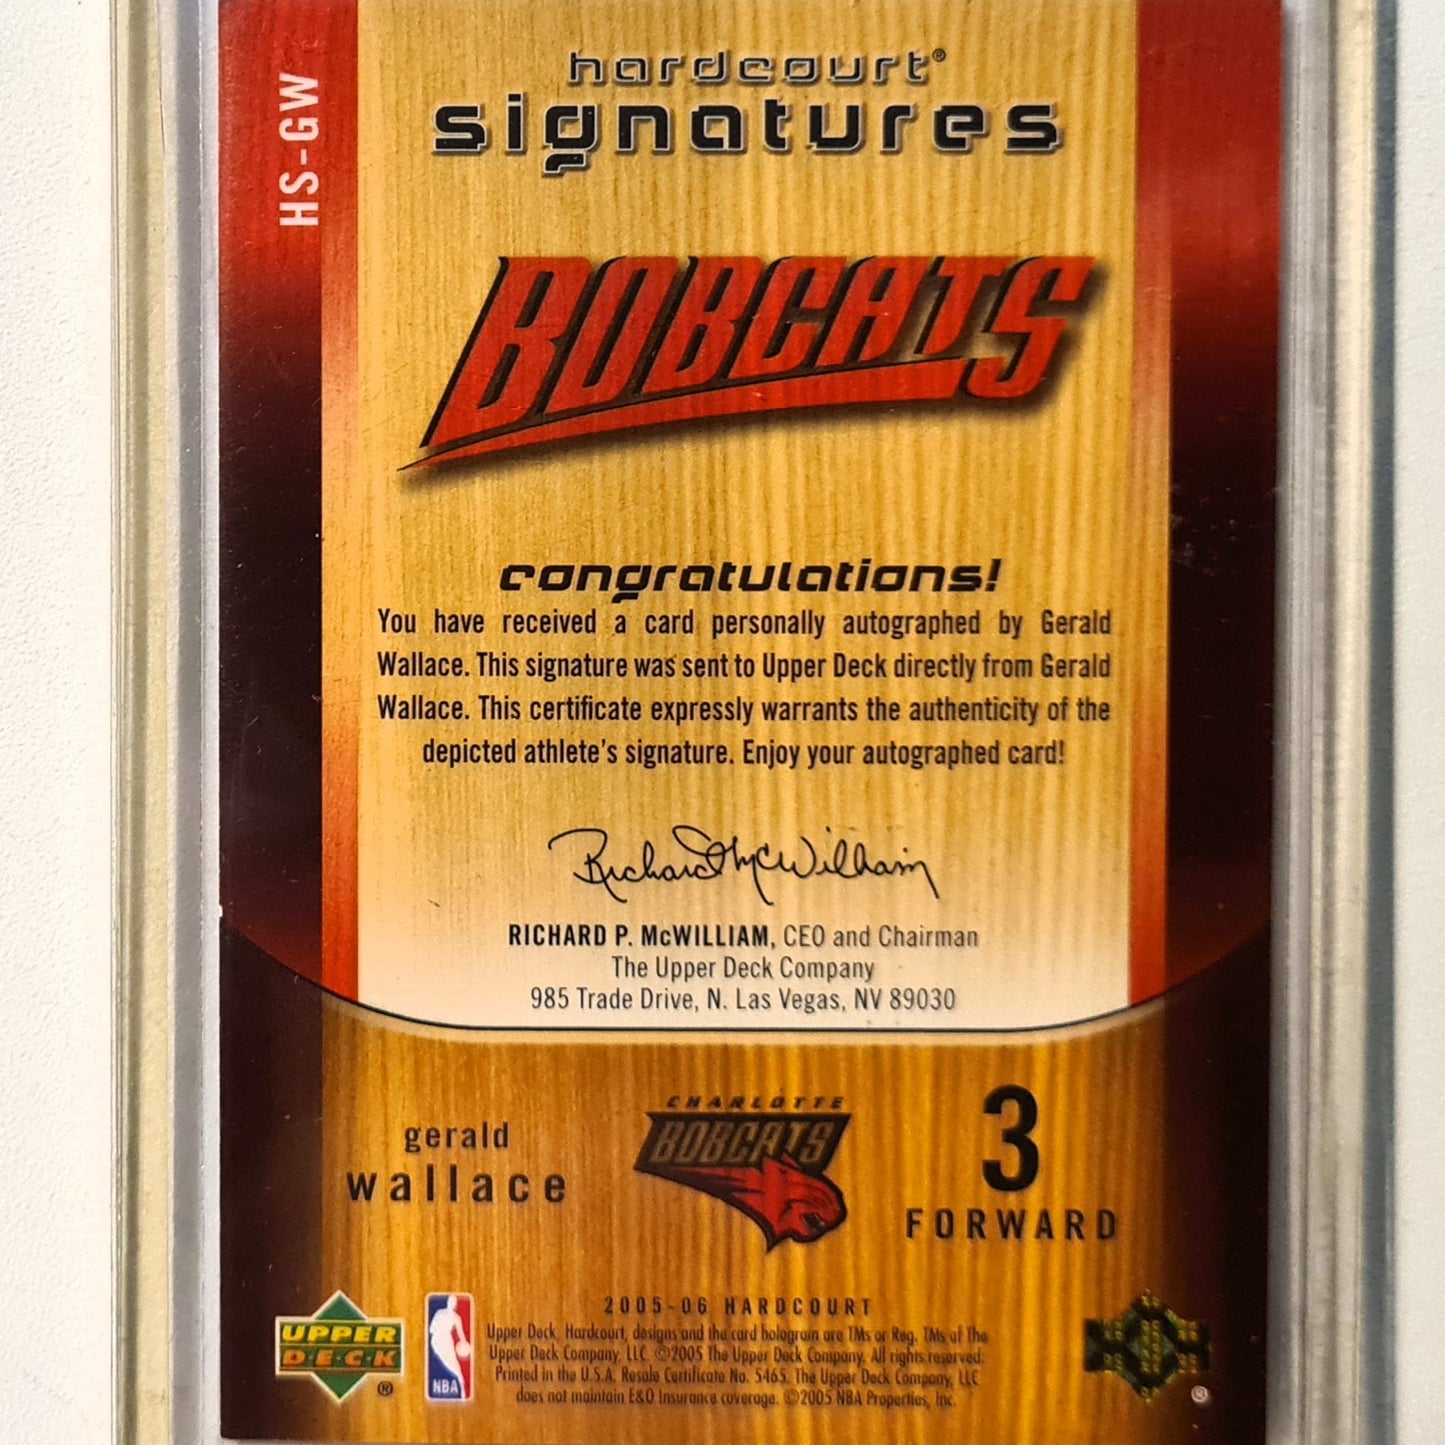 HS-GW
hardcourt®
signatures
BOBCATS
congratulations!
You have received a card personally autographed by Gerald
Wallace. This signature was sent to Upper Deck directly from Gerald
Wallace. This certificate expressly warrants the authenticity of the
depicted athlete's signature. Enjoy your autographed card!
Richard McWilliam
RICHARD P. McWILLIAM, CEO and Chairman
The Upper Deck Company
985 Trade Drive, N. Las Vegas, NV 89030
gerald
wallace
CHARLOTTE
BOBCATS
3
FORWARD
UPPER
DECK
®
NBA
2005-06 HARDCOURT
Upper Deck, Hardcourt, designs and the card hologram are TMs or Reg. TMs of The
Upper Deck Company, LLC ©2005 The Upper Deck Company. All rights reserved.
Printed in the U.S.A. Resale Certificate No. 5465. The Upper Deck Company, LLC
does not maintain E&O Insurance coverage. ©2005 NBA Properties, Inc.
®